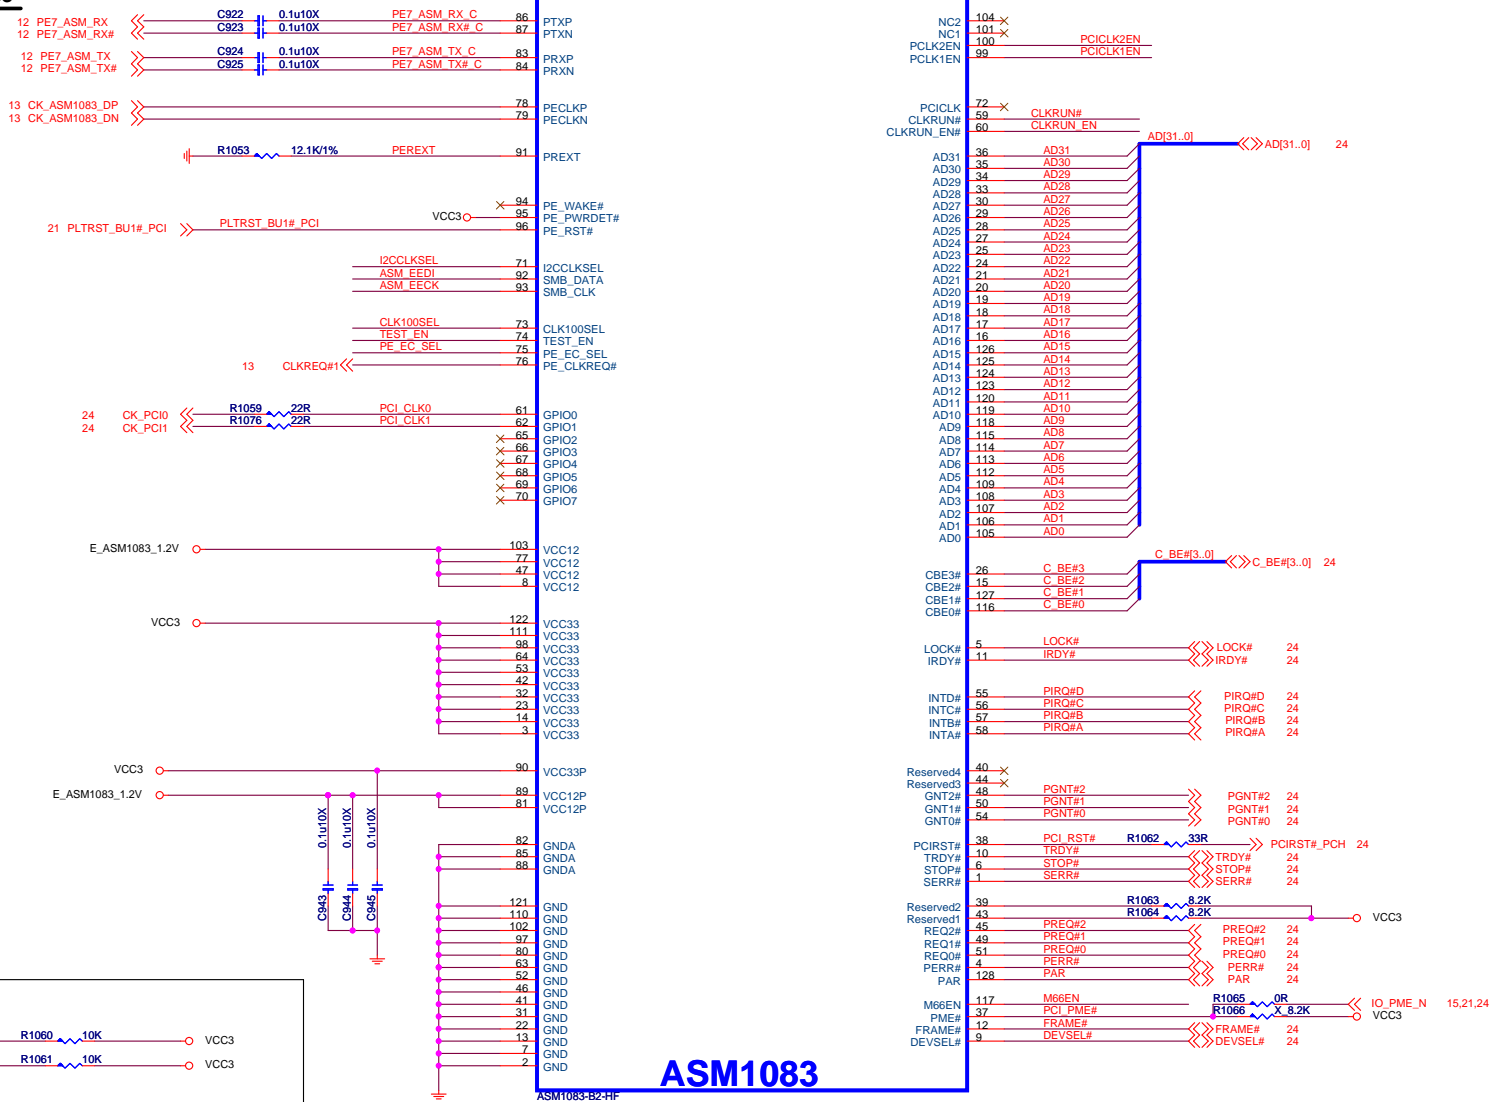 12 PE7_ASM_RX C922 0.1u10X PE7_ASM_RX_C 86 PTXP
12 PE7_ASM_RX# C923 0.1u10X PE7_ASM_RX#_C 87 PTXN
12 PE7_ASM_TX C924 0.1u10X PE7_ASM_TX_C 83 PRXP
12 PE7_ASM_TX# C925 0.1u10X PE7_ASM_TX#_C 84 PRXN
13 CK_ASM1083_DP 78 PECLKP
13 CK_ASM1083_DN 79 PECLKN
R1053 12.1K/1% PEREXT 91 PREXT
94 PE_WAKE#
VCC3 95 PE_PWRDET#
21 PLTRST_BU1#_PCI PLTRST_BU1#_PCI 96 PE_RST#
I2CCLKSEL 71 I2CCLKSEL
ASM_EEDI 92 SMB_DATA
ASM_EECK 93 SMB_CLK
CLK100SEL 73 CLK100SEL
TEST_EN 74 TEST_EN
PE_EC_SEL 75 PE_EC_SEL
13 CLKREQ#1 76 PE_CLKREQ#
24 CK_PCI0 R1059 22R PCI_CLK0 61 GPIO0
24 CK_PCI1 R1076 22R PCI_CLK1 62 GPIO1
65 GPIO2
66 GPIO3
67 GPIO4
68 GPIO5
69 GPIO6
70 GPIO7
E_ASM1083_1.2V 103 VCC12
77 VCC12
47 VCC12
8 VCC12
VCC3 122 VCC33
111 VCC33
98 VCC33
64 VCC33
53 VCC33
42 VCC33
32 VCC33
23 VCC33
14 VCC33
3 VCC33
VCC3 90 VCC33P
E_ASM1083_1.2V 89 VCC12P
81 VCC12P
0.1u10X 0.1u10X 0.1u10X
C943 C944 C945
82 GNDA
85 GNDA
88 GNDA
121 GND
110 GND
102 GND
97 GND
80 GND
63 GND
52 GND
46 GND
41 GND
31 GND
22 GND
13 GND
7 GND
2 GND
R1060 10K VCC3
R1061 10K VCC3
NC2 104
NC1 101
PCLK2EN 100 PCICLK2EN
PCLK1EN 99 PCICLK1EN
PCICLK 72
CLKRUN# 59 CLKRUN#
CLKRUN_EN# 60 CLKRUN_EN
AD[31..0] AD[31..0] 24
AD31 36 AD31
AD30 35 AD30
AD29 34 AD29
AD28 33 AD28
AD27 30 AD27
AD26 29 AD26
AD25 28 AD25
AD24 27 AD24
AD23 25 AD23
AD22 24 AD22
AD21 21 AD21
AD20 20 AD20
AD19 19 AD19
AD18 18 AD18
AD17 17 AD17
AD16 16 AD16
AD15 126 AD15
AD14 125 AD14
AD13 124 AD13
AD12 123 AD12
AD11 120 AD11
AD10 119 AD10
AD9 118 AD9
AD8 115 AD8
AD7 114 AD7
AD6 113 AD6
AD5 112 AD5
AD4 109 AD4
AD3 108 AD3
AD2 107 AD2
AD1 106 AD1
AD0 105 AD0
C_BE#[3..0] C_BE#[3..0] 24
CBE3# 26 C_BE#3
CBE2# 15 C_BE#2
CBE1# 127 C_BE#1
CBE0# 116 C_BE#0
LOCK# 5 LOCK# LOCK# 24
IRDY# 11 IRDY# IRDY# 24
INTD# 55 PIRQ#D PIRQ#D 24
INTC# 56 PIRQ#C PIRQ#C 24
INTB# 57 PIRQ#B PIRQ#B 24
INTA# 58 PIRQ#A PIRQ#A 24
Reserved4 40
Reserved3 44
GNT2# 48 PGNT#2 PGNT#2 24
GNT1# 50 PGNT#1 PGNT#1 24
GNT0# 54 PGNT#0 PGNT#0 24
PCIRST# 38 PCI_RST# R1062 33R PCIRST#_PCH 24
TRDY# 10 TRDY# TRDY# 24
STOP# 6 STOP# STOP# 24
SERR# 1 SERR# SERR# 24
Reserved2 39 R1063 8.2K
Reserved1 43 R1064 8.2K VCC3
REQ2# 45 PREQ#2 PREQ#2 24
REQ1# 49 PREQ#1 PREQ#1 24
REQ0# 51 PREQ#0 PREQ#0 24
PERR# 4 PERR# PERR# 24
PAR 128 PAR PAR 24
M66EN 117 M66EN R1065 0R IO_PME_N 15,21,24
PME# 37 PCI_PME# R1066 X_8.2K VCC3
FRAME# 12 FRAME# FRAME# 24
DEVSEL# 9 DEVSEL# DEVSEL# 24
ASM1083
ASM1083-B2-HF